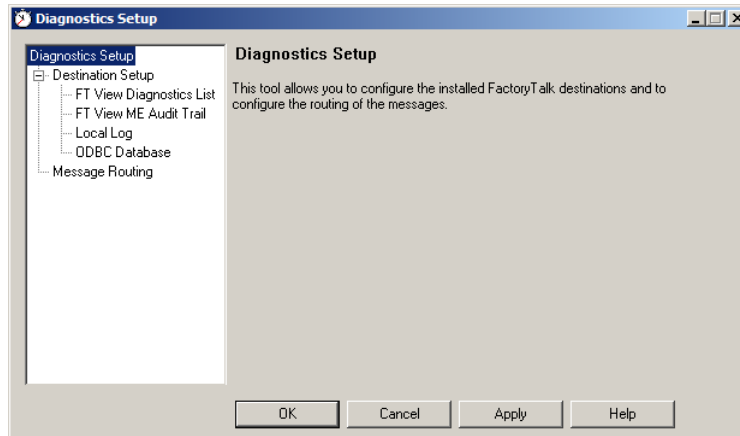 Diagnostics Setup
Diagnostics Setup
Destination Setup
FT View Diagnostics List
FT View ME Audit Trail
Local Log
ODBC Database
Message Routing
Diagnostics Setup
This tool allows you to configure the installed FactoryTalk destinations and to
configure the routing of the messages.
OK
Cancel
Apply
Help